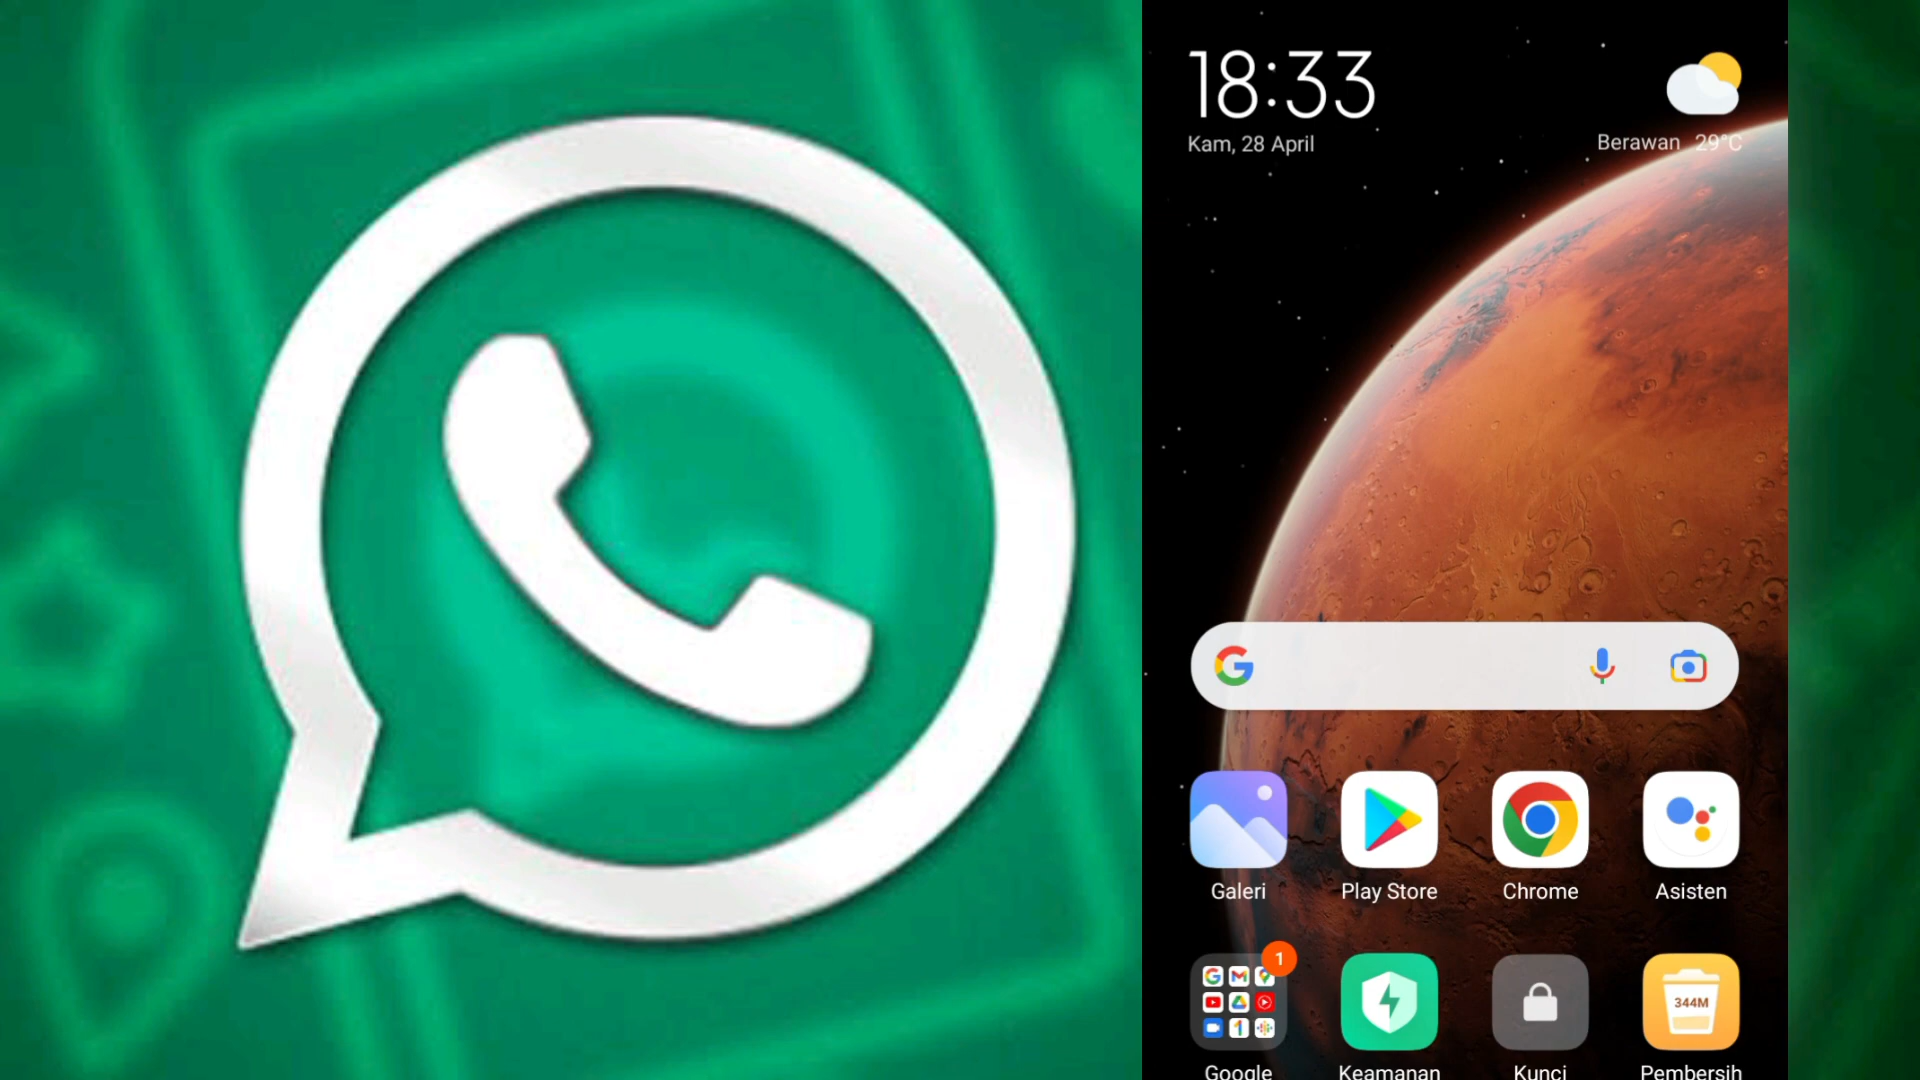 18:33
Kam, 28 April
Berawan 29°C
Galeri
Play Store
Chrome
Asisten
1
344M
Google
Keamanan
Kunci
Pembersih